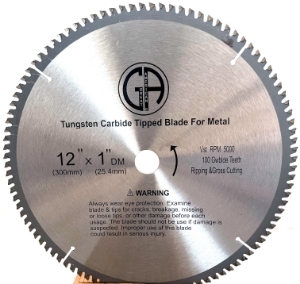 Tungsten Carbide Tipped Blade For Metal
12" x 1" DM
(300mm) (25.4mm)
RPM 5000
100 Carbide Teeth
Ripping &Cross Cutting
WARNING
Always wear eye protection. Examine
blade & tips for cracks, breakage, missing
or loose tips, or other damage before each
usage. The blade should not be use if damage is
suspected. Improper use of this blade
could result in serious injury.